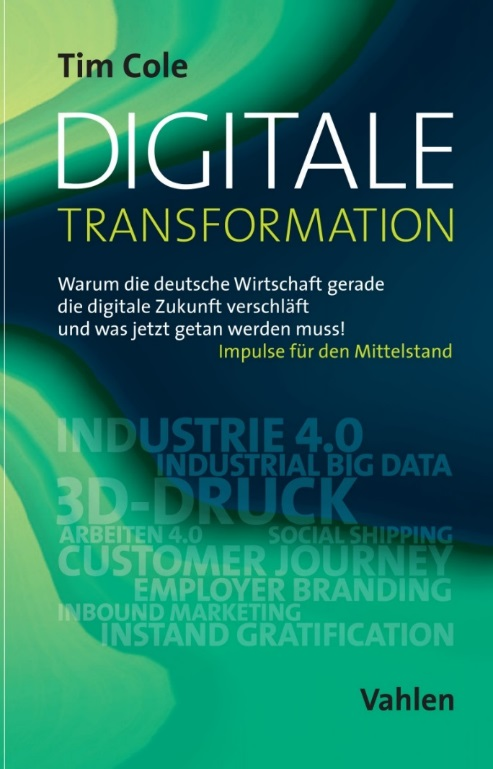 Tim Cole
DIGITALE
TRANSFORMATION
Warum die deutsche Wirtschaft gerade
die digitale Zukunft verschläft
und was jetzt getan werden muss!
Impulse für den Mittelstand
INDUSTRIE 4.0
INDUSTRIAL BIG DATA
3D-DRUCK
ARBEITEN 4.0 SOCIAL SHIPPING
CUSTOMER JOURNEY
EMPLOYER BRANDING
INBOUND MARKETING
INSTAND GRATIFICATION
Vahlen